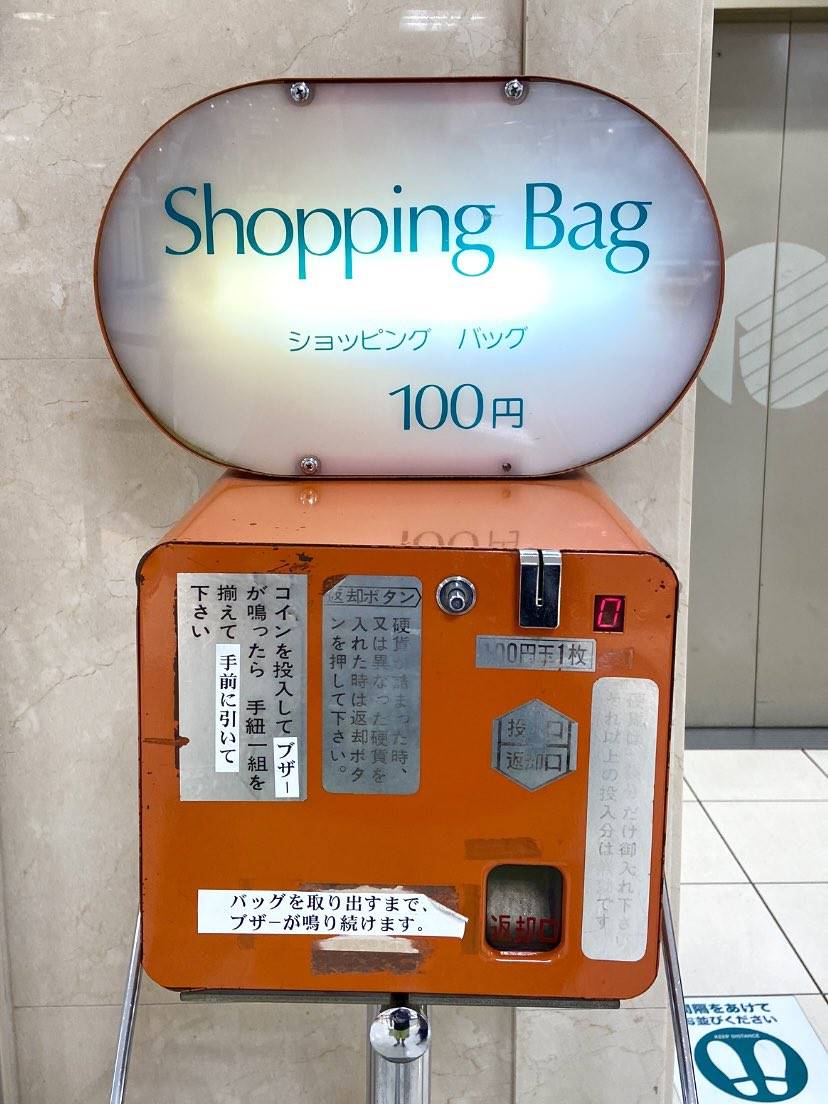 Shopping Bag
ショッピング バッグ
100円
コインを投入して ブザー
が鳴ったら 手紐一組を
揃えて 手前に引いて
下さい
返却ボタン
硬貨が詰まった時、
又は異なった硬貨を
入れた時は返却ボタ
ンを押して下さい。
0
100円玉1枚
投入口
返却口
だけ御入れ下さい
それ以上の投入分は
です
バッグを取り出すまで、
ブザーが鳴り続けます。
返却口
間隔をあけて
お並びください
KEEP DISTANCE